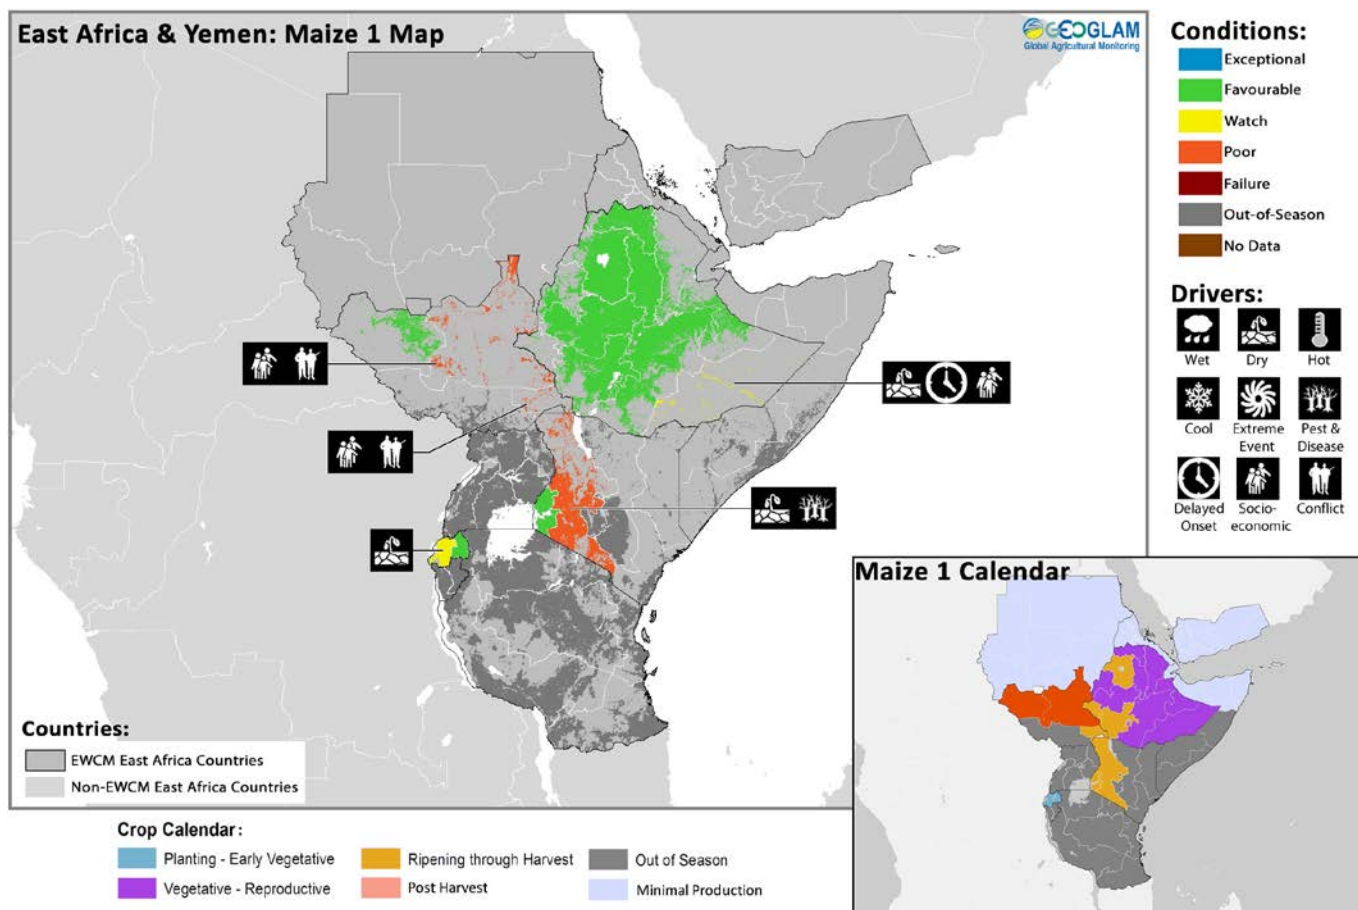 East Africa & Yemen: Maize 1 Map
GEOGLAM
Global Agricultural Monitoring
Conditions:
Exceptional
Favourable
Watch
Poor
Failure
Out-of-Season
No Data
Drivers:
Wet
Dry
Hot
Cool
Extreme
Event
Pest &
Disease
Delayed
Onset
Socio-
economic
Conflict
Countries:
EWCM East Africa Countries
Non-EWCM East Africa Countries
Maize 1 Calendar
Crop Calendar:
Planting - Early Vegetative
Ripening through Harvest
Out of Season
Vegetative - Reproductive
Post Harvest
Minimal Production